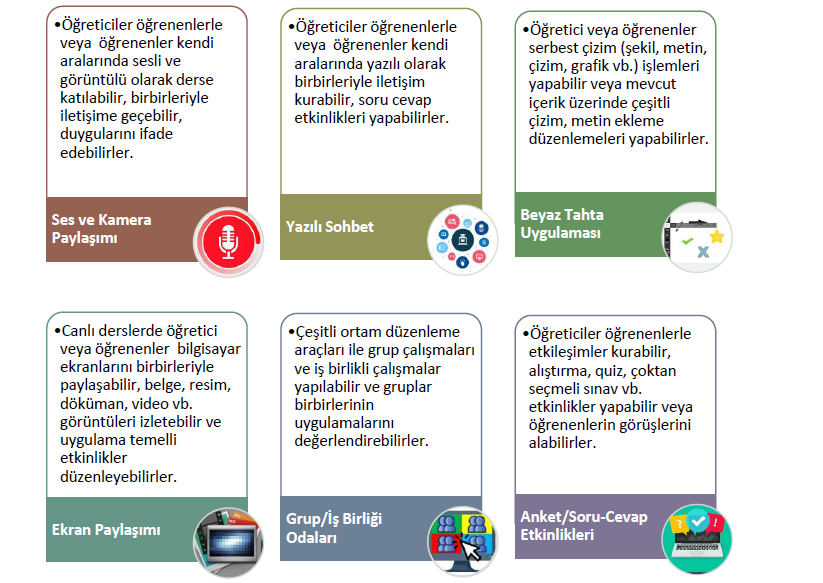 •Öğreticiler öğrenenlerle
veya öğrenenler kendi
aralarında sesli ve
görüntülü olarak derse
katılabilir, birbirleriyle
iletişime geçebilir,
duygularını ifade
edebilirler.
Ses ve Kamera
Paylaşımı
•Öğreticiler öğrenenlerle
veya öğrenenler kendi
aralarında yazılı olarak
birbirleriyle iletişim
kurabilir, soru cevap
etkinlikleri yapabilirler.
Yazılı Sohbet
•Öğretici veya öğrenenler
serbest çizim (şekil, metin,
çizim, grafik vb.) işlemleri
yapabilir veya mevcut
içerik üzerinde çeşitli
çizim, metin ekleme
düzenlemeleri yapabilirler.
Beyaz Tahta
Uygulaması
•Canlı derslerde öğretici
veya öğrenenler bilgisayar
ekranlarını birbirleriyle
paylaşabilir, belge, resim,
döküman, video vb.
görüntüleri izletebilir ve
uygulama temelli
etkinlikler
düzenleyebilirler.
Ekran Paylaşımı
•Çeşitli ortam düzenleme
araçları ile grup çalışmaları
ve iş birlikli çalışmalar
yapılabilir ve gruplar
birbirlerinin
uygulamalarını
değerlendirebilirler.
Grup/İş Birliği
Odaları
•Öğreticiler öğrenenlerle
etkileşimler kurabilir,
alıştırma, quiz, çoktan
seçmeli sınav vb.
etkinlikler yapabilir veya
öğrenenlerin görüşlerini
alabilirler.
Anket/Soru-Cevap
Etkinlikleri